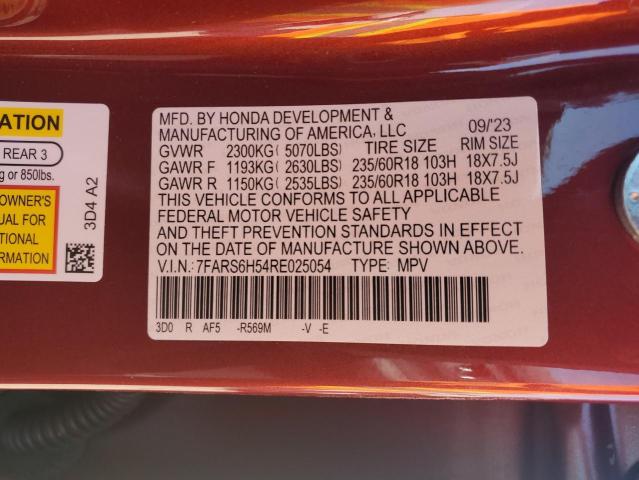 ATION
REAR 3
g or 850lbs.
OWNER'S
UAL FOR
TIONAL
FORMATION
3D4 A2
MFD. BY HONDA DEVELOPMENT &
MANUFACTURING OF AMERICA, LLC 09/'23
GVWR 2300KG (5070LBS) TIRE SIZE RIM SIZE
GAWR F 1193KG (2630LBS) 235/60R18 103H 18X7.5J
GAWR R 1150KG (2535LBS) 235/60R18 103H 18X7.5J
THIS VEHICLE CONFORMS TO ALL APPLICABLE
FEDERAL MOTOR VEHICLE SAFETY
AND THEFT PREVENTION STANDARDS IN EFFECT
ON THE DATE OF MANUFACTURE SHOWN ABOVE.
V.I.N.:7FARS6H54RE025054 TYPE: MPV
3D0 R AF5 -R569M -V -E